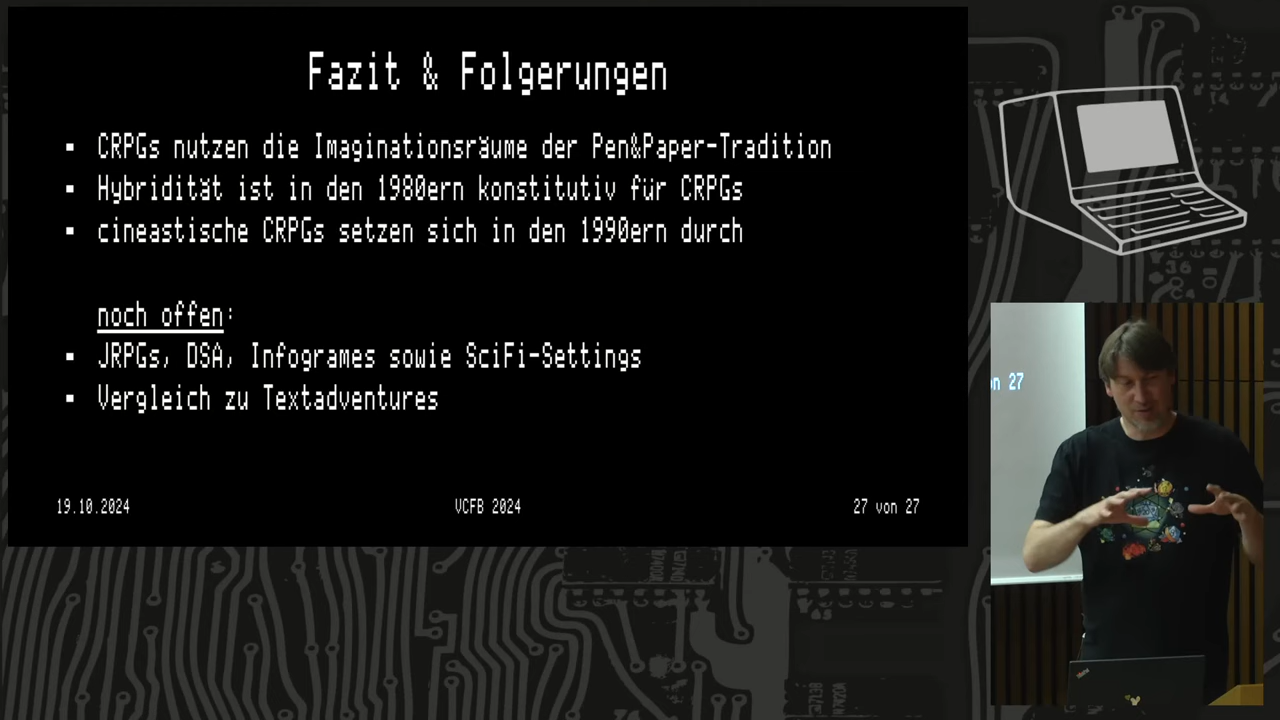 Fazit & Folgerungen
▪ CRPGs nutzen die Imaginationsräume der Pen&Paper-Tradition
▪ Hybridität ist in den 1980ern konstitutiv für CRPGs
▪ cineastische CRPGs setzen sich in den 1990ern durch
noch offen:
▪ JRPGs, DSA, Infogrames sowie SciFi-Settings
▪ Vergleich zu Textadventures
19.10.2024 VCFB 2024 27 von 27
on 27